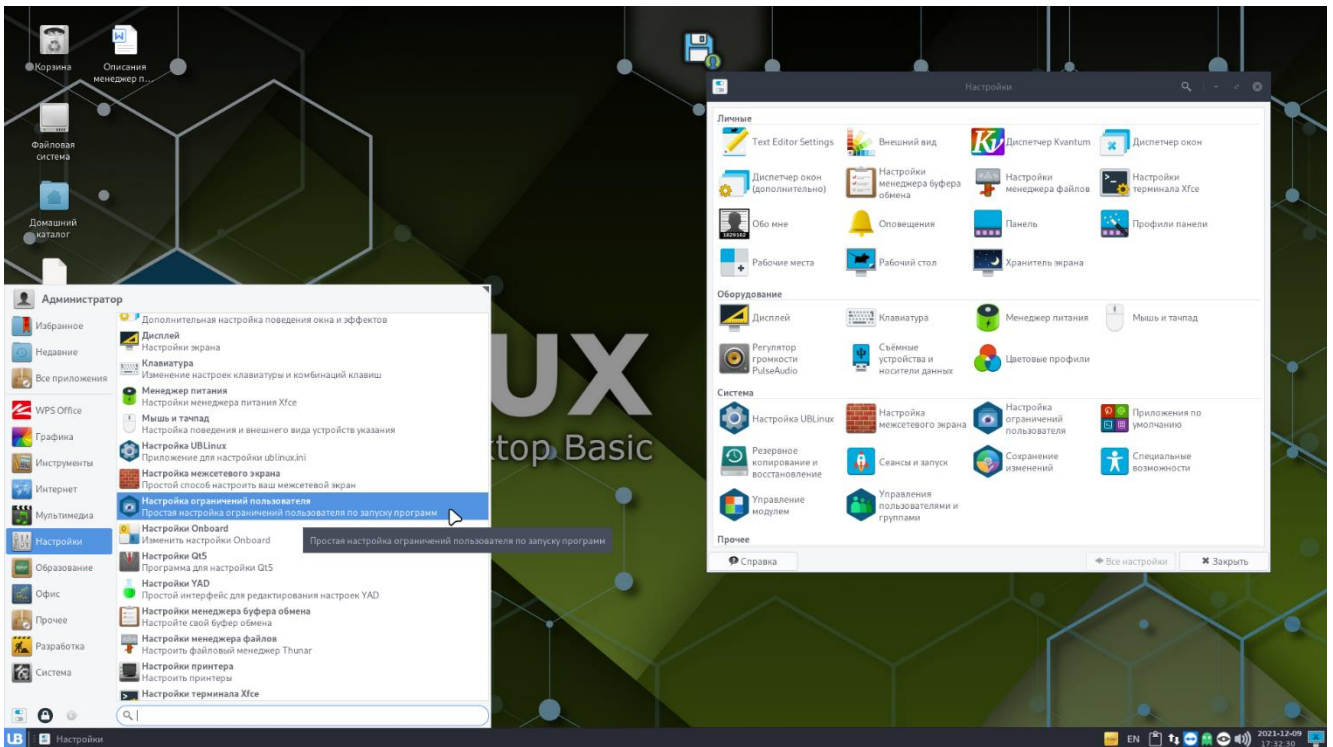 Корзина
Описания
менеджер п...
Файловая
система
Домашний
каталог
UX
top Basic
Администратор
Избранное
Недавние
Все приложения
WPS Office
Графика
Инструменты
Интернет
Мультимедиа
Настройки
Образование
Офис
Прочее
Разработка
Система
Дополнительная настройка поведения окна и эффектов
Дисплей
Настройки экрана
Клавиатура
Изменение настроек клавиатуры и комбинаций клавиш
Менеджер питания
Настройки менеджера питания Xfce
Мышь и тачпад
Настройка поведения и внешнего вида устройств указания
Настройка UBLinux
Приложение для настройки ublinux.ini
Настройка межсетевого экрана
Простой способ настроить ваш межсетевой экран
Настройка ограничений пользователя
Простая настройка ограничений пользователя по запуску программ
Настройки Onboard
Изменить настройки Onboard
Простая настройка ограничений пользователя по запуску программ
Настройки Qt5
Программа для настройки Qt5
Настройки YAD
Простой интерфейс для редактирования настроек YAD
Настройки менеджера буфера обмена
Настройте свой буфер обмена
Настройки менеджера файлов
Настроить файловый менеджер Thunar
Настройки принтера
Настроить принтеры
Настройки терминала Xfce
Настройки
Личные
Text Editor Settings
Внешний вид
Диспетчер Kvantum
Диспетчер окон
Диспетчер окон
(дополнительно)
Настройки
менеджера буфера
обмена
Настройки
менеджера файлов
Настройки
терминала Xfce
Обо мне
Оповещения
Панель
Профили панели
Рабочие места
Рабочий стол
Хранитель экрана
Оборудование
Дисплей
Клавиатура
Менеджер питания
Мышь и тачпад
Регулятор
громкости
PulseAudio
Съёмные
устройства и
носители данных
Цветовые профили
Система
Настройка UBLinux
Настройка
межсетевого экрана
Настройка
ограничений
пользователя
Приложения по
умолчанию
Резервное
копирование и
восстановление
Сеансы и запуск
Сохранение
изменений
Специальные
возможности
Управление
модулем
Управления
пользователями и
группами
Прочее
Справка
Все настройки
Закрыть
UB
Настройки
EN
2021-12-09
17:32:30